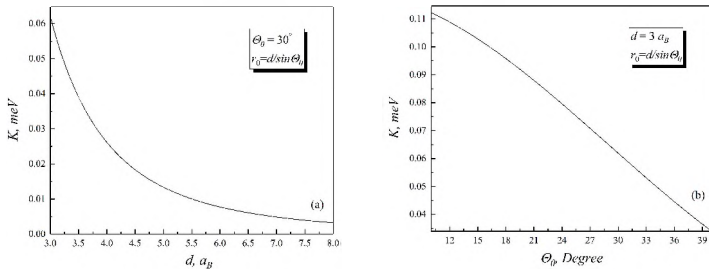 0.06
0.05
0.04
0.03
0.02
0.01
0.00
K, meV
Θ₀ = 30°
r₀=d/sinΘ₀
(a)
3.0 3.5 4.0 4.5 5.0 5.5 6.0 6.5 7.0 7.5 8.0
d, a_B
0.11
0.10
0.09
0.08
0.07
0.06
0.05
0.04
K, meV
d = 3 a_B
r₀=d/sinΘ₀
(b)
12 15 18 21 24 27 30 33 36 39
Θ₀, Degree